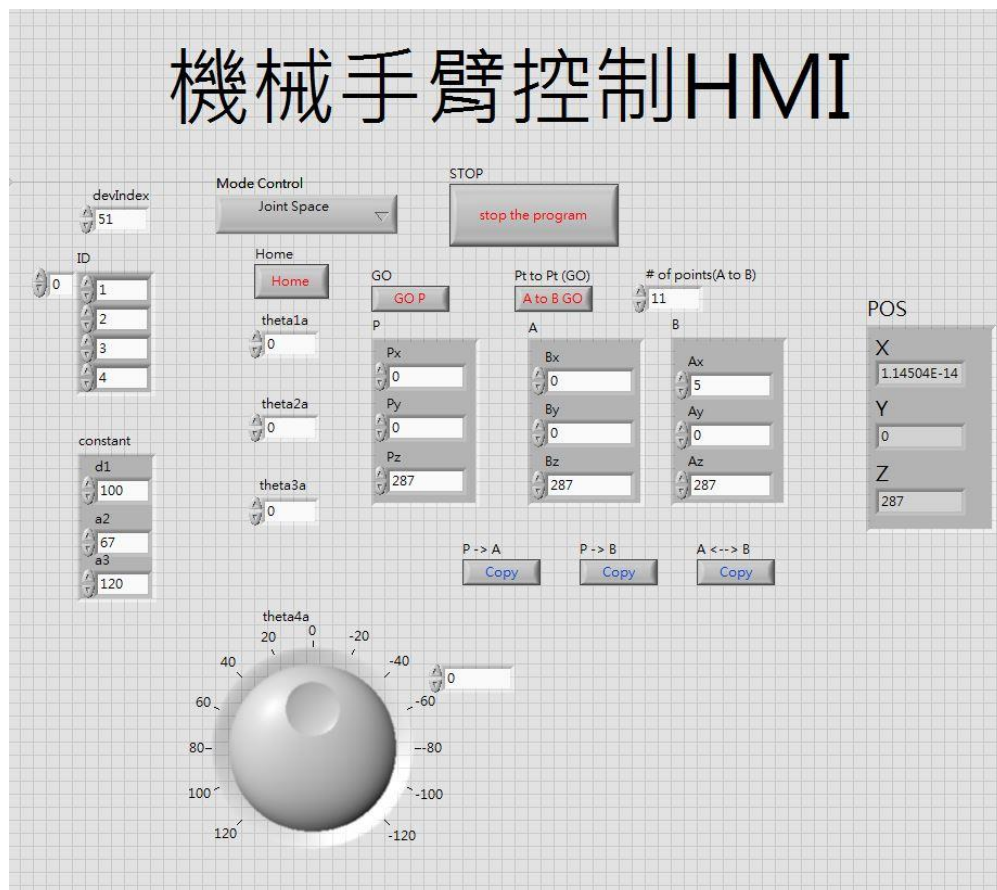 機械手臂控制HMI
devIndex
51
Mode Control
Joint Space
STOP
stop the program
ID
0
1
2
3
4
Home
Home
GO
GO P
Pt to Pt (GO)
A to B GO
# of points(A to B)
11
theta1a
0
theta2a
0
theta3a
0
P
Px
0
Py
0
Pz
287
A
Bx
0
By
0
Bz
287
B
Ax
5
Ay
0
Az
287
POS
X
1.14504E-14
Y
0
Z
287
constant
d1
100
a2
67
a3
120
P -> A
Copy
P -> B
Copy
A <--> B
Copy
theta4a
120
100
80
60
40
20
0
-20
-40
-60
-80
-100
-120
0